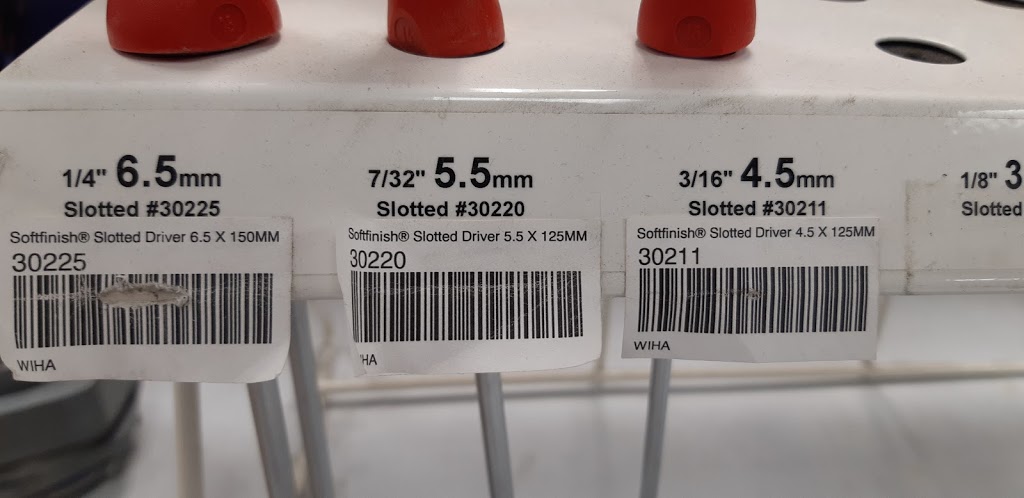 1/4" 6.5mm
Slotted #30225
Softfinish® Slotted Driver 6.5 X 150MM
30225
WIHA
7/32" 5.5mm
Slotted #30220
Softfinish® Slotted Driver 5.5 X 125MM
30220
HA
3/16" 4.5mm
Slotted #30211
Softfinish® Slotted Driver 4.5 X 125MM
30211
WIHA
1/8" 3
Slotted